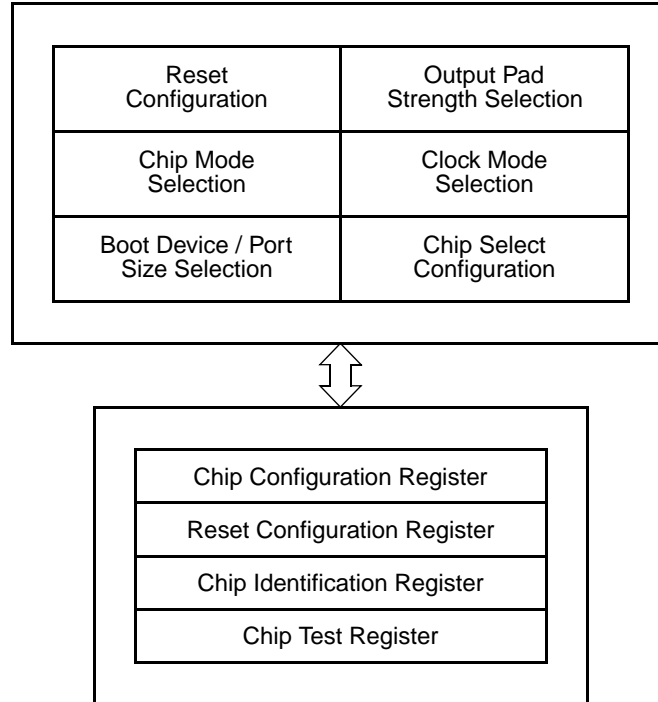 Reset
Configuration
Output Pad
Strength Selection
Chip Mode
Selection
Clock Mode
Selection
Boot Device / Port
Size Selection
Chip Select
Configuration
Chip Configuration Register
Reset Configuration Register
Chip Identification Register
Chip Test Register